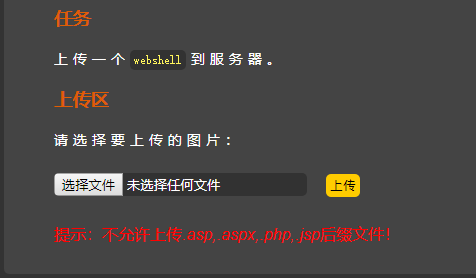 任务
上传一个 webshell 到服务器。
上传区
请选择要上传的图片：
选择文件 未选择任何文件 上传
提示：不允许上传.asp,.aspx,.php,.jsp后缀文件！